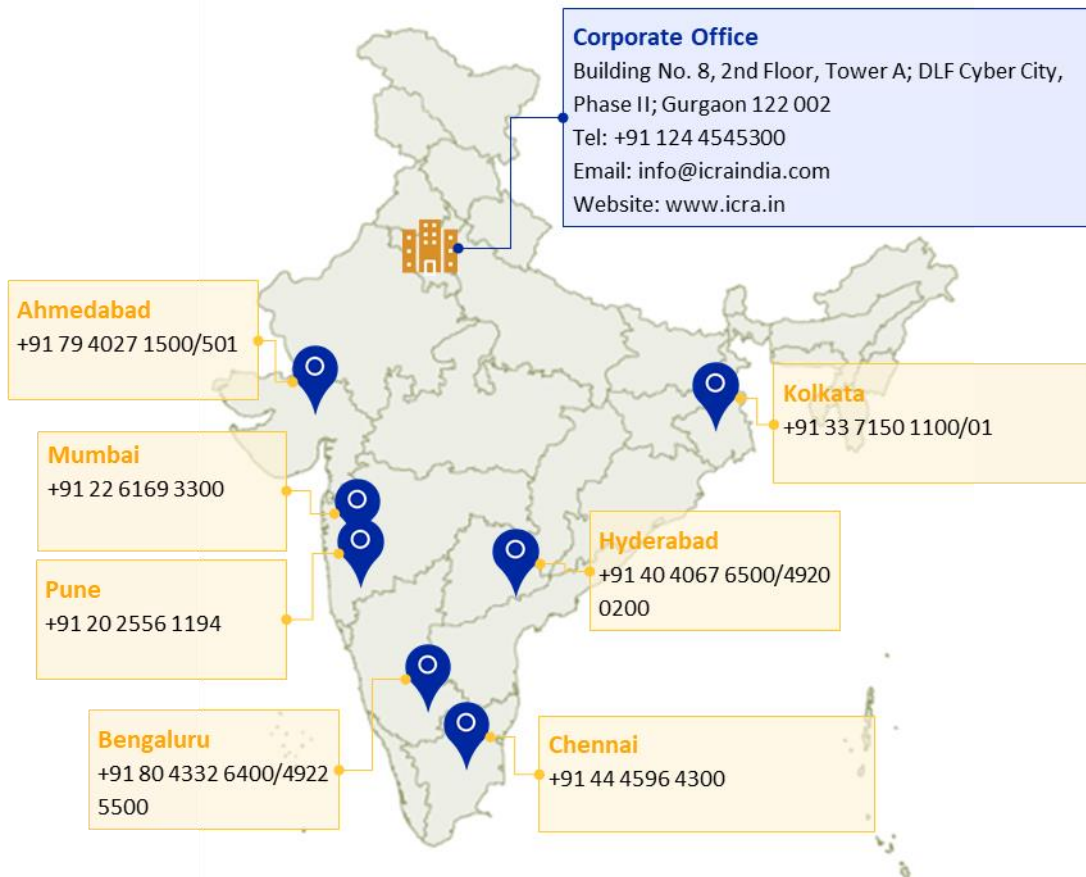 Corporate Office
Building No. 8, 2nd Floor, Tower A; DLF Cyber City,
Phase II; Gurgaon 122 002
Tel: +91 124 4545300
Email: info@icraindia.com
Website: www.icra.in
Ahmedabad
+91 79 4027 1500/501
Kolkata
+91 33 7150 1100/01
Mumbai
+91 22 6169 3300
Hyderabad
+91 40 4067 6500/4920
0200
Pune
+91 20 2556 1194
Bengaluru
+91 80 4332 6400/4922
5500
Chennai
+91 44 4596 4300